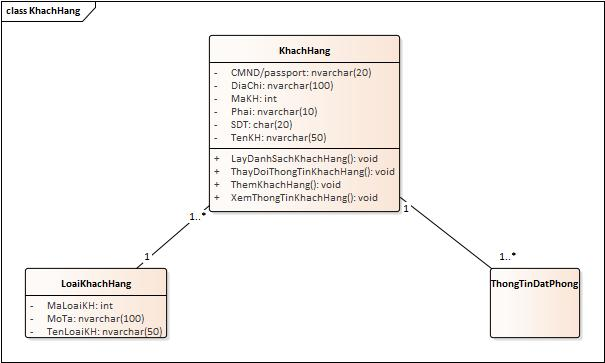 class KhachHang
KhachHang
- CMND/passport: nvarchar(20)
- DiaChi: nvarchar(100)
- MaKH: int
- Phai: nvarchar(10)
- SDT: char(20)
- TenKH: nvarchar(50)
+ LayDanhSachKhachHang(): void
+ ThayDoiThongTinKhachHang(): void
+ ThemKhachHang(): void
+ XemThongTinKhachHang(): void
1..*
1
1
1..*
LoaiKhachHang
- MaLoaiKH: int
- MoTa: nvarchar(100)
- TenLoaiKH: nvarchar(50)
ThongTinDatPhong